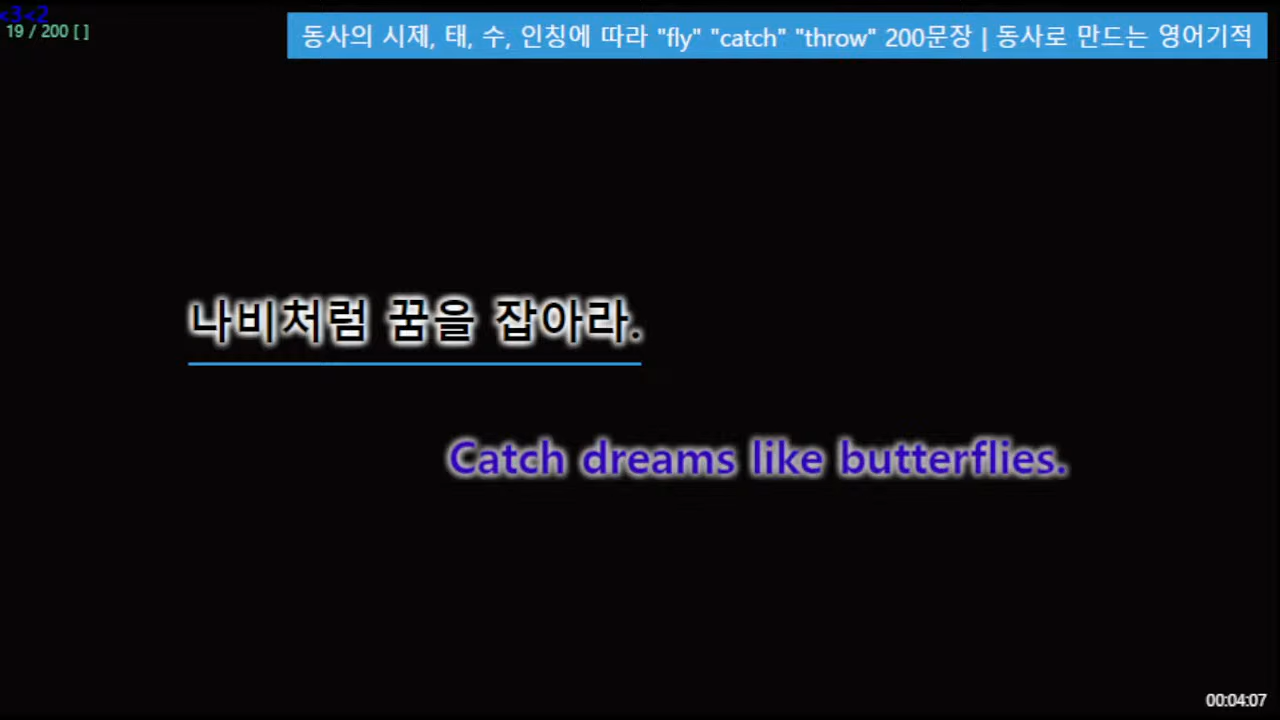 <3<2
19 / 200 [ ]
동사의 시제, 태, 수, 인칭에 따라 "fly" "catch" "throw" 200문장 | 동사로 만드는 영어기적
나비처럼 꿈을 잡아라.
Catch dreams like butterflies.
00:04:07